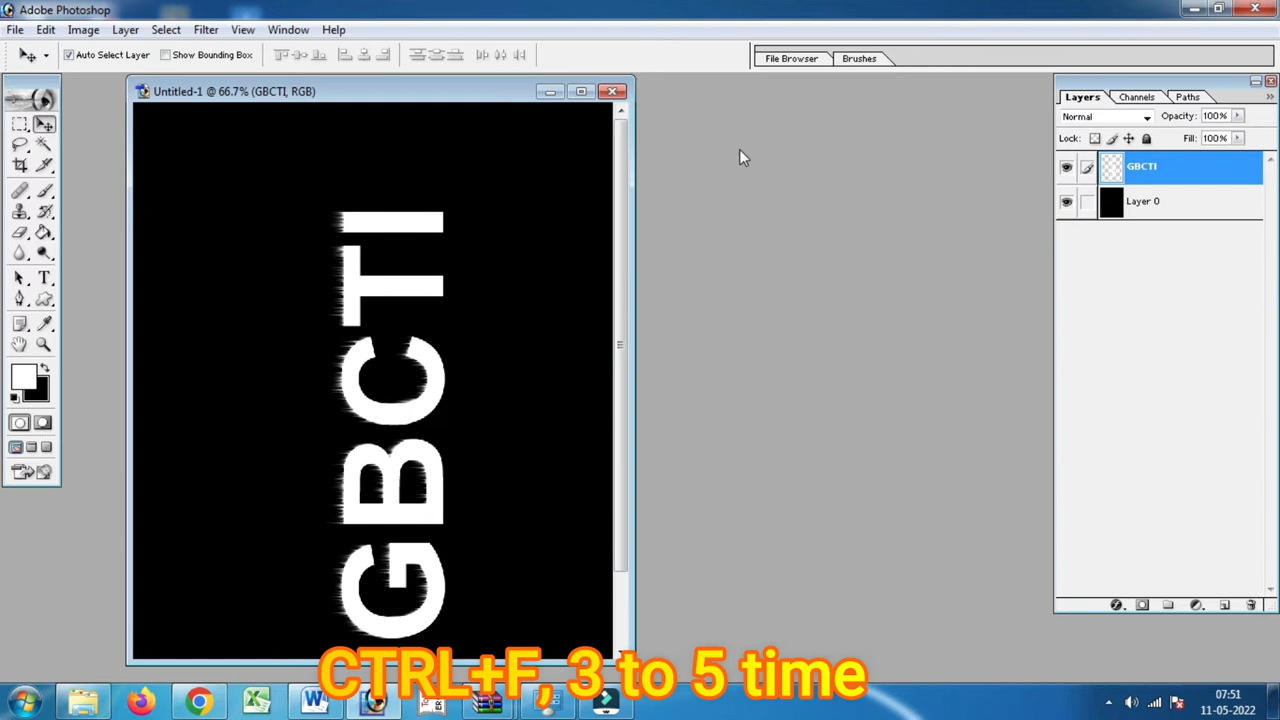 Adobe Photoshop
File Edit Image Layer Select Filter View Window Help
Auto Select Layer Show Bounding Box
File Browser Brushes
Untitled-1 @ 66.7% (GBCTI, RGB)
Layers Channels Paths
Normal Opacity: 100%
Lock: Fill: 100%
GBCTI
Layer 0
GBCTI
CTRL+F, 3 to 5 time
07:51
11-05-2022